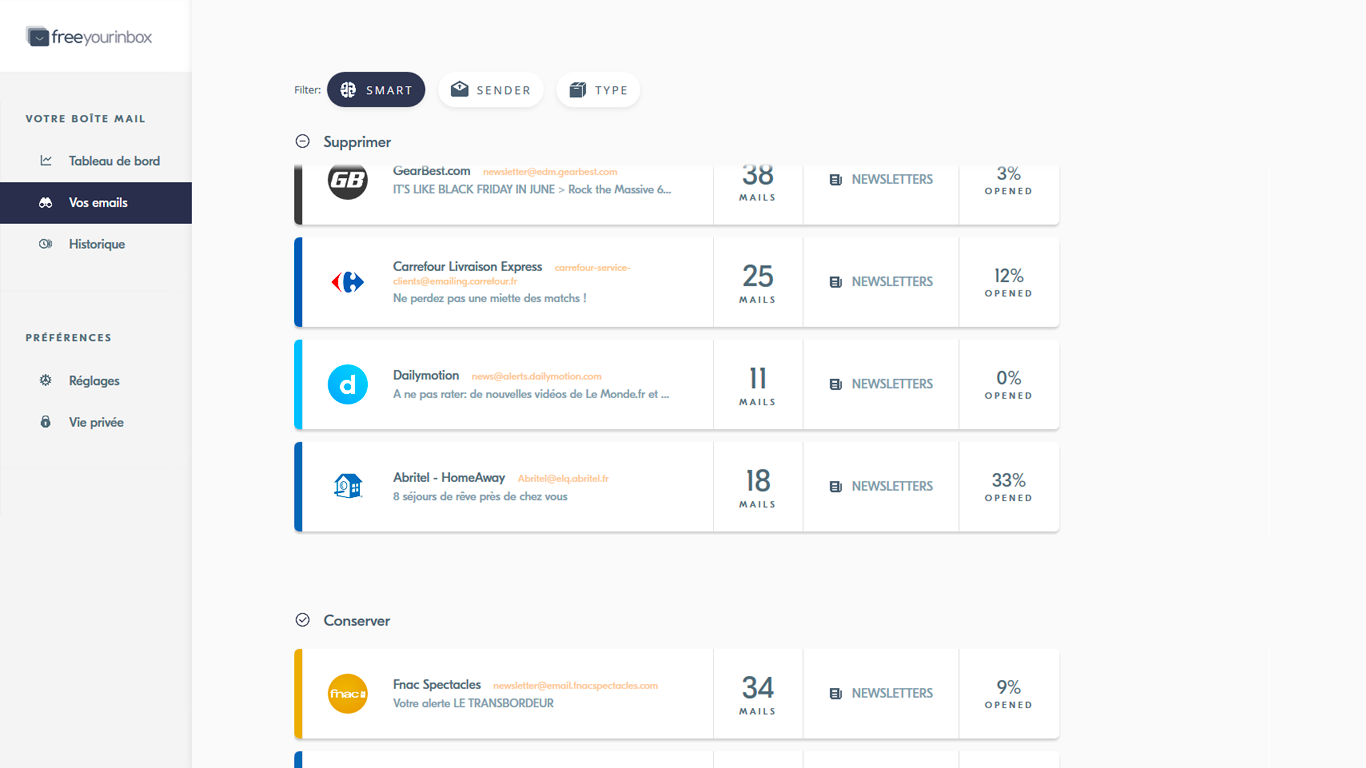 freeyourinbox
VOTRE BOÎTE MAIL
Tableau de bord
Vos emails
Historique
PRÉFÉRENCES
Réglages
Vie privée
Filter: SMART SENDER TYPE
Supprimer
GB
GearBest.com newsletter@edm.gearbest.com
IT'S LIKE BLACK FRIDAY IN JUNE > Rock the Massive 6...
38
MAILS
NEWSLETTERS
3%
OPENED
Carrefour Livraison Express carrefour-service-
clients@emailing.carrefour.fr
Ne perdez pas une miette des matchs !
25
MAILS
NEWSLETTERS
12%
OPENED
d
Dailymotion news@alerts.dailymotion.com
A ne pas rater: de nouvelles vidéos de Le Monde.fr et ...
11
MAILS
NEWSLETTERS
0%
OPENED
Abritel - HomeAway Abritel@elq.abritel.fr
8 séjours de rêve près de chez vous
18
MAILS
NEWSLETTERS
33%
OPENED
Conserver
fnac
Fnac Spectacles newsletter@email.fnacspectacles.com
Votre alerte LE TRANSBORDEUR
34
MAILS
NEWSLETTERS
9%
OPENED